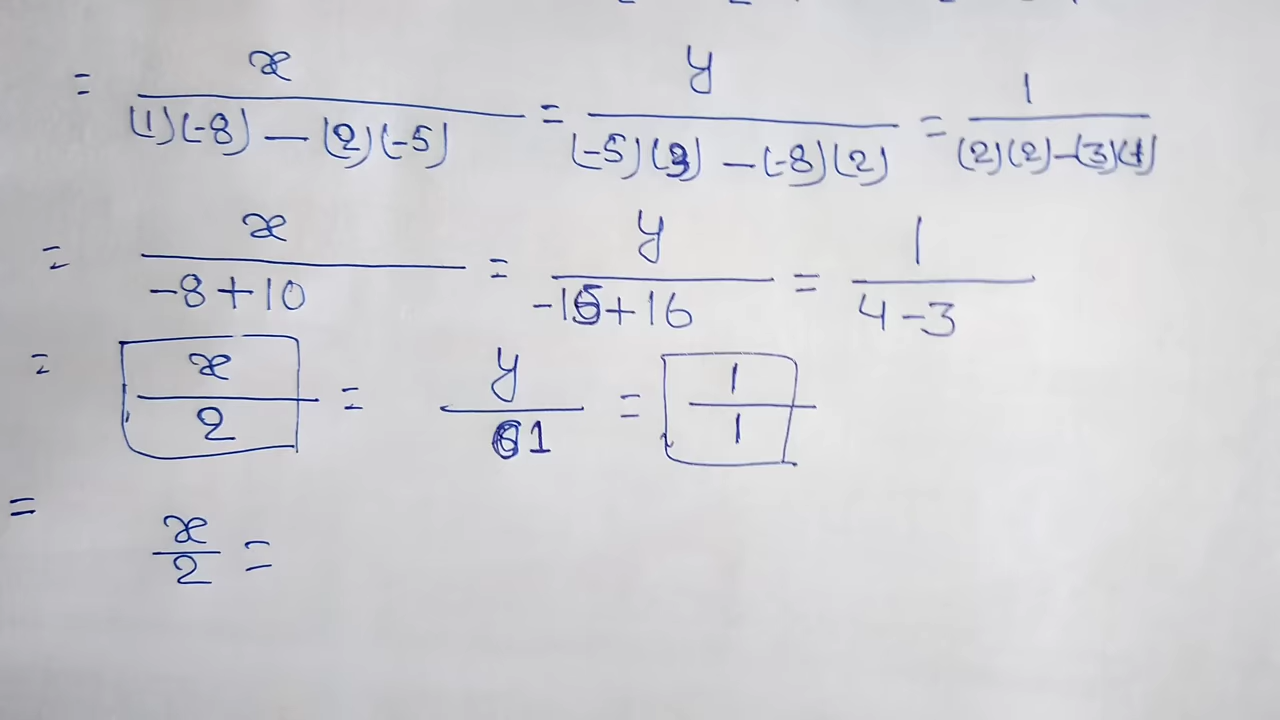 = x / (1)(-8) — (2)(-5) = y / (-5)(3) - (-8)(2) = 1 / (2)(2) - (3)(1)
= x / -8+10 = y / -15+16 = 1 / 4-3
= x / 2 = y / 1 = 1 / 1
= x / 2 =